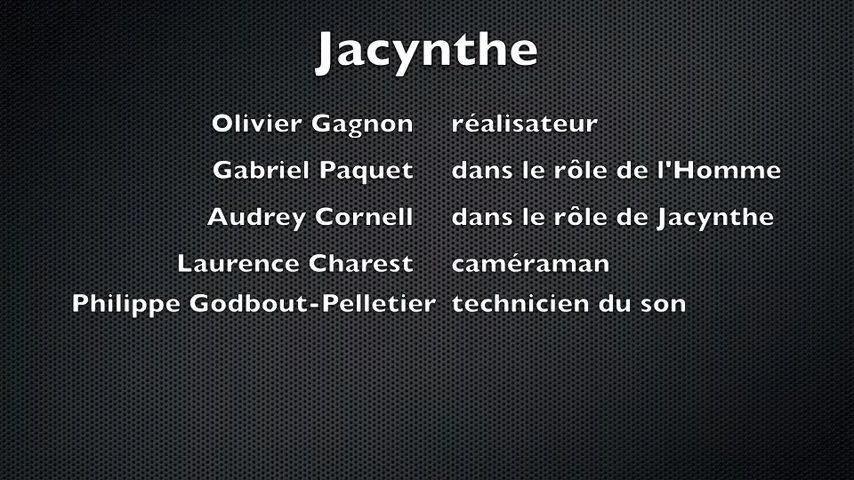 Jacynthe
Olivier Gagnon réalisateur
Gabriel Paquet dans le rôle de l'Homme
Audrey Cornell dans le rôle de Jacynthe
Laurence Charest caméraman
Philippe Godbout-Pelletier technicien du son